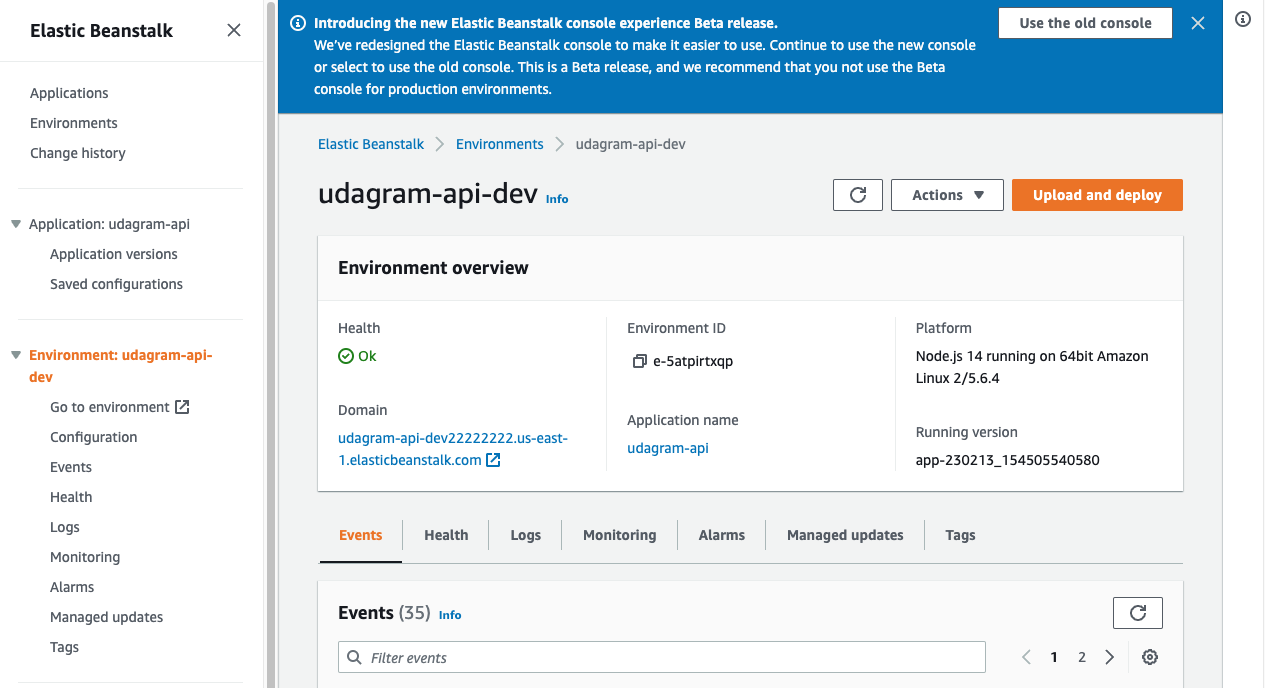 Elastic Beanstalk
Applications
Environments
Change history
Application: udagram-api
Application versions
Saved configurations
Environment: udagram-api-
dev
Go to environment
Configuration
Events
Health
Logs
Monitoring
Alarms
Managed updates
Tags
Introducing the new Elastic Beanstalk console experience Beta release.
We've redesigned the Elastic Beanstalk console to make it easier to use. Continue to use the new console
or select to use the old console. This is a Beta release, and we recommend that you not use the Beta
console for production environments.
Use the old console
Elastic Beanstalk > Environments > udagram-api-dev
udagram-api-dev Info
Actions
Upload and deploy
Environment overview
Health
Ok
Domain
udagram-api-dev22222222.us-east-
1.elasticbeanstalk.com
Environment ID
e-5atpirtxqp
Application name
udagram-api
Platform
Node.js 14 running on 64bit Amazon
Linux 2/5.6.4
Running version
app-230213_154505540580
Events Health Logs Monitoring Alarms Managed updates Tags
Events (35) Info
Filter events
1 2